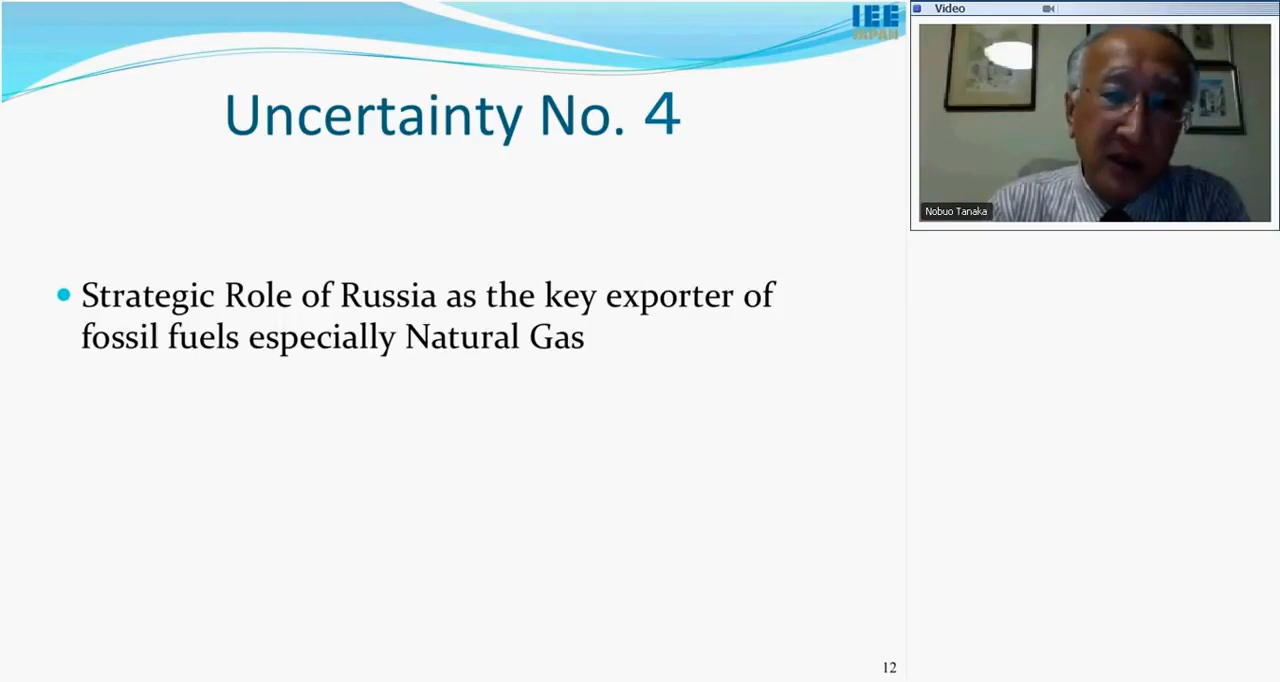 IEE
JAPAN
Uncertainty No. 4
• Strategic Role of Russia as the key exporter of
fossil fuels especially Natural Gas
12
Video
Nobuo Tanaka